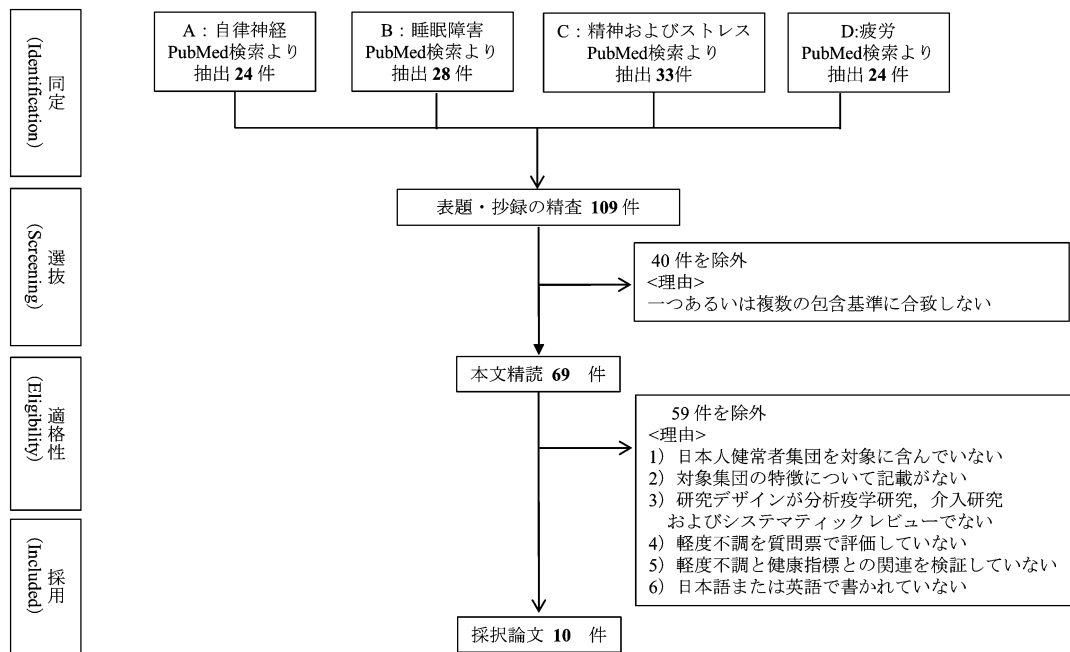 同定
(Identification)
A：自律神経
PubMed検索より
抽出 24 件
B：睡眠障害
PubMed検索より
抽出 28 件
C：精神およびストレス
PubMed検索より
抽出 33件
D:疲労
PubMed検索より
抽出 24 件
選抜
(Screening)
表題・抄録の精査 109 件
40 件を除外
<理由>
一つあるいは複数の包含基準に合致しない
適格性
(Eligibility)
本文精読 69 件
59 件を除外
<理由>
1）日本人健常者集団を対象に含んでいない
2）対象集団の特徴について記載がない
3）研究デザインが分析疫学研究，介入研究
およびシステマティックレビューでない
4）軽度不調を質問票で評価していない
5）軽度不調と健康指標との関連を検証していない
6）日本語または英語で書かれていない
採用
(Included)
採択論文 10 件